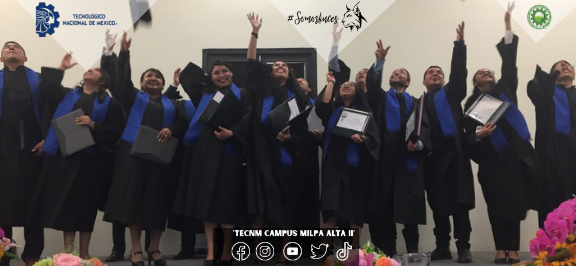 TECNOLÓGICO
NACIONAL DE MÉXICO
#SomosLinces
"TECNM CAMPUS MILPA ALTA II"